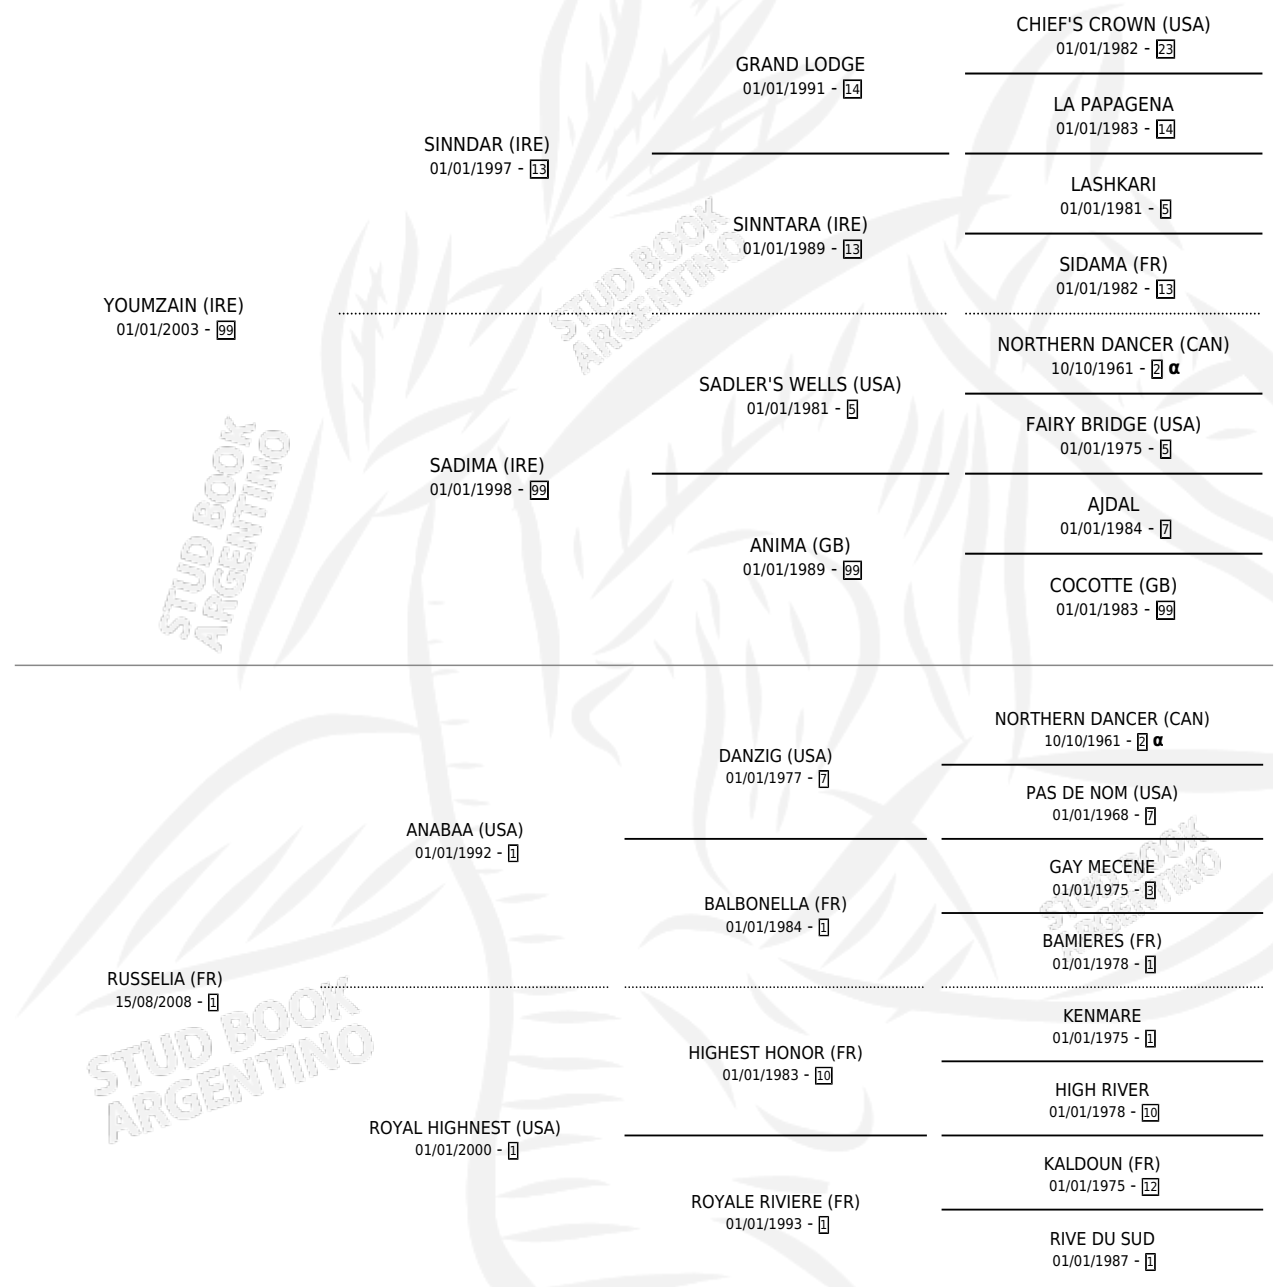 CHIEF'S CROWN (USA)
01/01/1982 - 23
GRAND LODGE
01/01/1991 - 14
LA PAPAGENA
01/01/1983 - 14
SINNDAR (IRE)
01/01/1997 - 13
LASHKARI
01/01/1981 - 5
SINNTARA (IRE)
01/01/1989 - 13
SIDAMA (FR)
01/01/1982 - 13
YOUMZAIN (IRE)
01/01/2003 - 99
NORTHERN DANCER (CAN)
10/10/1961 - 2 α
SADLER'S WELLS (USA)
01/01/1981 - 5
FAIRY BRIDGE (USA)
01/01/1975 - 5
SADIMA (IRE)
01/01/1998 - 99
AJDAL
01/01/1984 - 7
ANIMA (GB)
01/01/1989 - 99
COCOTTE (GB)
01/01/1983 - 99
NORTHERN DANCER (CAN)
10/10/1961 - 2 α
DANZIG (USA)
01/01/1977 - 7
PAS DE NOM (USA)
01/01/1968 - 7
ANABAA (USA)
01/01/1992 - 1
GAY MECENE
01/01/1975 - 3
BALBONELLA (FR)
01/01/1984 - 1
BAMIERES (FR)
01/01/1978 - 1
RUSSELIA (FR)
15/08/2008 - 1
KENMARE
01/01/1975 - 1
HIGHEST HONOR (FR)
01/01/1983 - 10
HIGH RIVER
01/01/1978 - 10
ROYAL HIGHNEST (USA)
01/01/2000 - 1
KALDOUN (FR)
01/01/1975 - 12
ROYALE RIVIERE (FR)
01/01/1993 - 1
RIVE DU SUD
01/01/1987 - 1
STUD BOOK
ARGENTINO
STUD BOOK
ARGENTINO
STUD BOOK
ARGENTINO
STUD BOOK
ARGENTINO